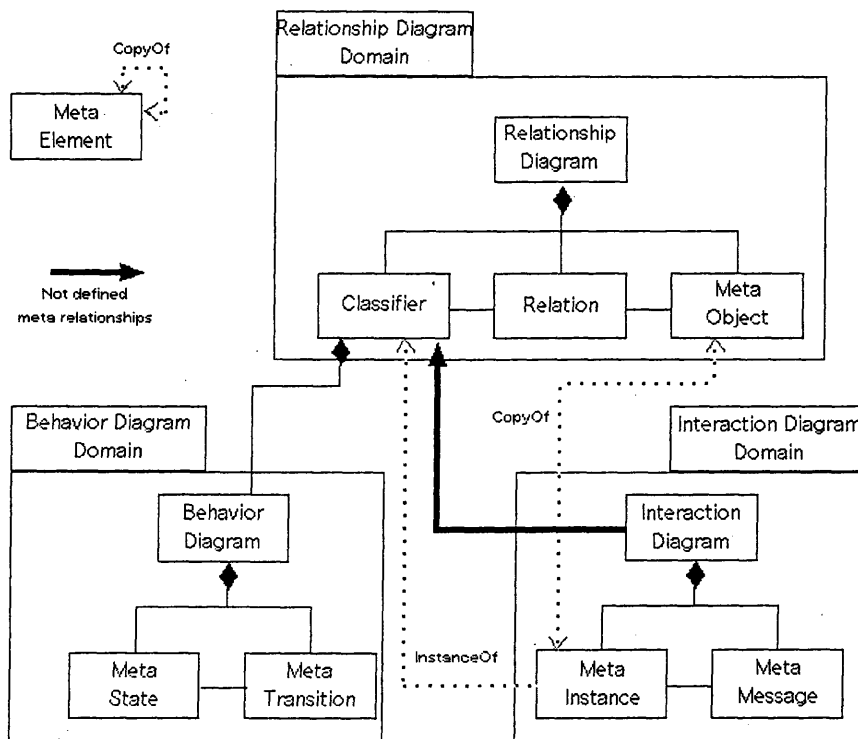 Relationship Diagram
Domain
CopyOf
Meta
Element
Relationship
Diagram
Not defined
meta relationships
Classifier
Relation
Meta
Object
CopyOf
Behavior Diagram
Domain
Interaction Diagram
Domain
Behavior
Diagram
Interaction
Diagram
InstanceOf
Meta
State
Meta
Transition
Meta
Instance
Meta
Message